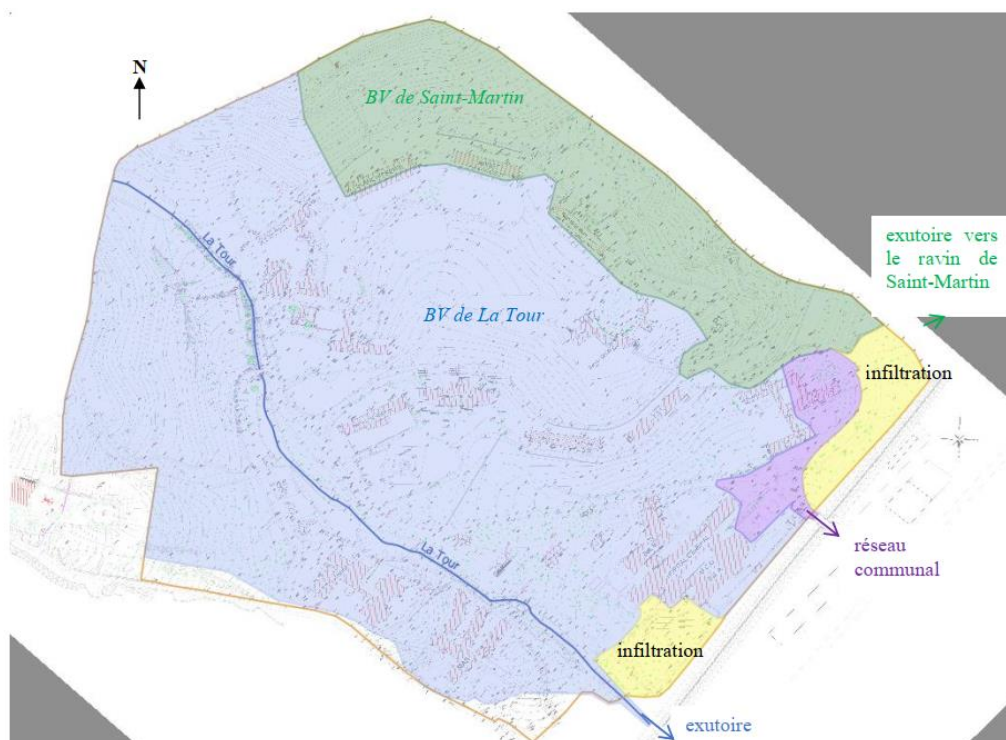 N
BV de Saint-Martin
exutoire vers
le ravin de
Saint-Martin
La Tour
BV de La Tour
infiltration
La Tour
réseau
communal
infiltration
exutoire